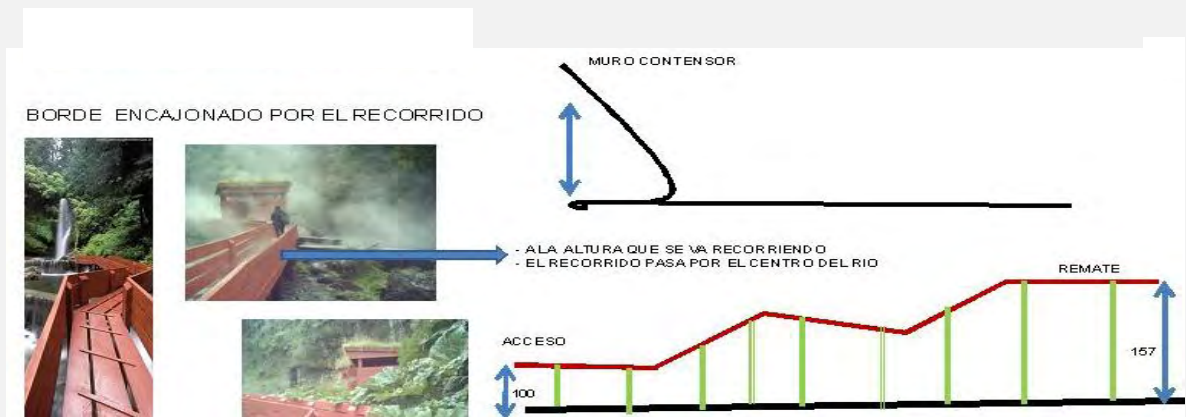 MURO CONTENSOR
BORDE ENCAJONADO POR EL RECORRIDO
- A LA ALTURA QUE SE VA RECORRIENDO
- EL RECORRIDO PASA POR EL CENTRO DEL RIO
REMATE
ACCESO
157
100